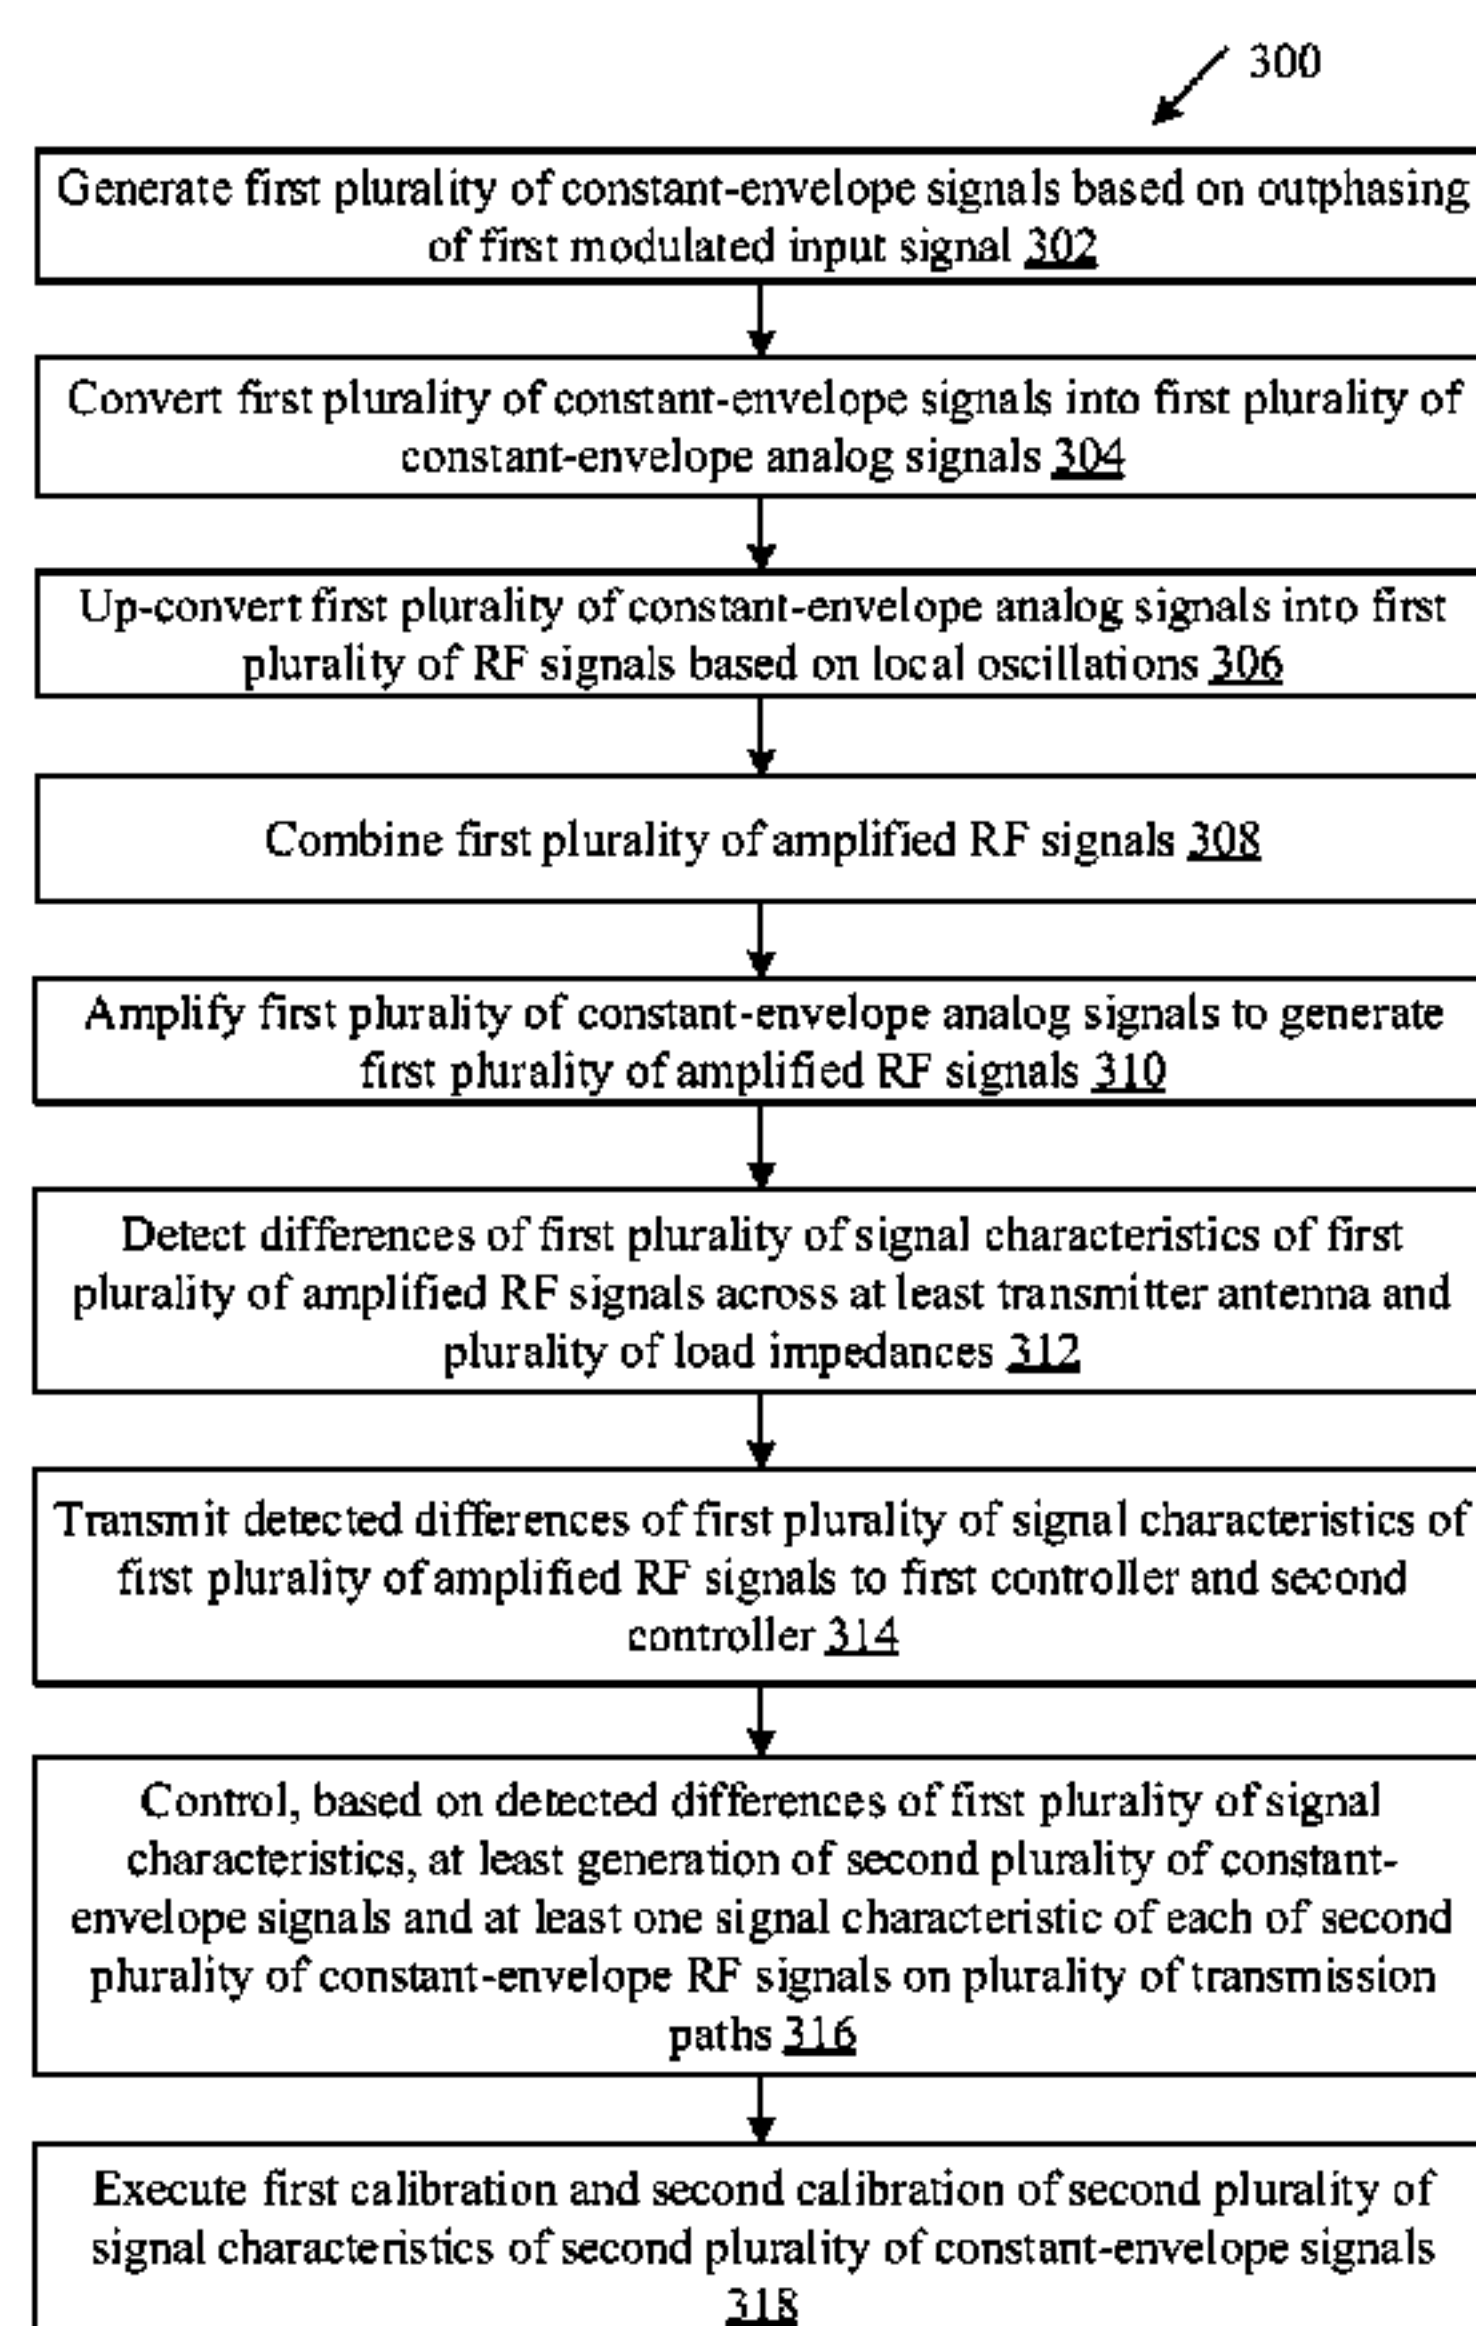 300
Generate first plurality of constant-envelope signals based on outphasing
of first modulated input signal 302
Convert first plurality of constant-envelope signals into first plurality of
constant-envelope analog signals 304
Up-convert first plurality of constant-envelope analog signals into first
plurality of RF signals based on local oscillations 306
Combine first plurality of amplified RF signals 308
Amplify first plurality of constant-envelope analog signals to generate
first plurality of amplified RF signals 310
Detect differences of first plurality of signal characteristics of first
plurality of amplified RF signals across at least transmitter antenna and
plurality of load impedances 312
Transmit detected differences of first plurality of signal characteristics of
first plurality of amplified RF signals to first controller and second
controller 314
Control, based on detected differences of first plurality of signal
characteristics, at least generation of second plurality of constant-
envelope signals and at least one signal characteristic of each of second
plurality of constant-envelope RF signals on plurality of transmission
paths 316
Execute first calibration and second calibration of second plurality of
signal characteristics of second plurality of constant-envelope signals
318